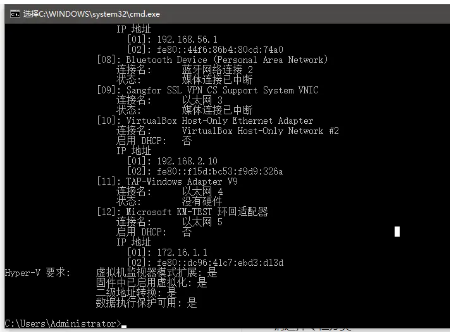 选择C:\WINDOWS\system32\cmd.exe
IP 地址
[01]: 192.168.56.1
[02]: fe80::44f6:86b4:80cd:74a0
[08]: Bluetooth Device (Personal Area Network)
连接名: 蓝牙网络连接 2
状态: 媒体连接已中断
[09]: Sangfor SSL VPN CS Support System VNIC
连接名: 以太网 3
状态: 媒体连接已中断
[10]: VirtualBox Host-Only Ethernet Adapter
连接名: VirtualBox Host-Only Network #2
启用 DHCP: 否
IP 地址
[01]: 192.168.2.10
[02]: fe80::f15d:bc53:f9d9:326a
[11]: TAP-Windows Adapter V9
连接名: 以太网 4
状态: 没有硬件
[12]: Microsoft KM-TEST 环回适配器
连接名: 以太网 5
启用 DHCP: 否
IP 地址
[01]: 172.16.1.1
[02]: fe80::dc96:41c7:ebd3:d13d
Hyper-V 要求: 虚拟机监视器模式扩展: 是
固件中已启用虚拟化: 是
二级地址转换: 是
数据执行保护可用: 是
C:\Users\Administrator>